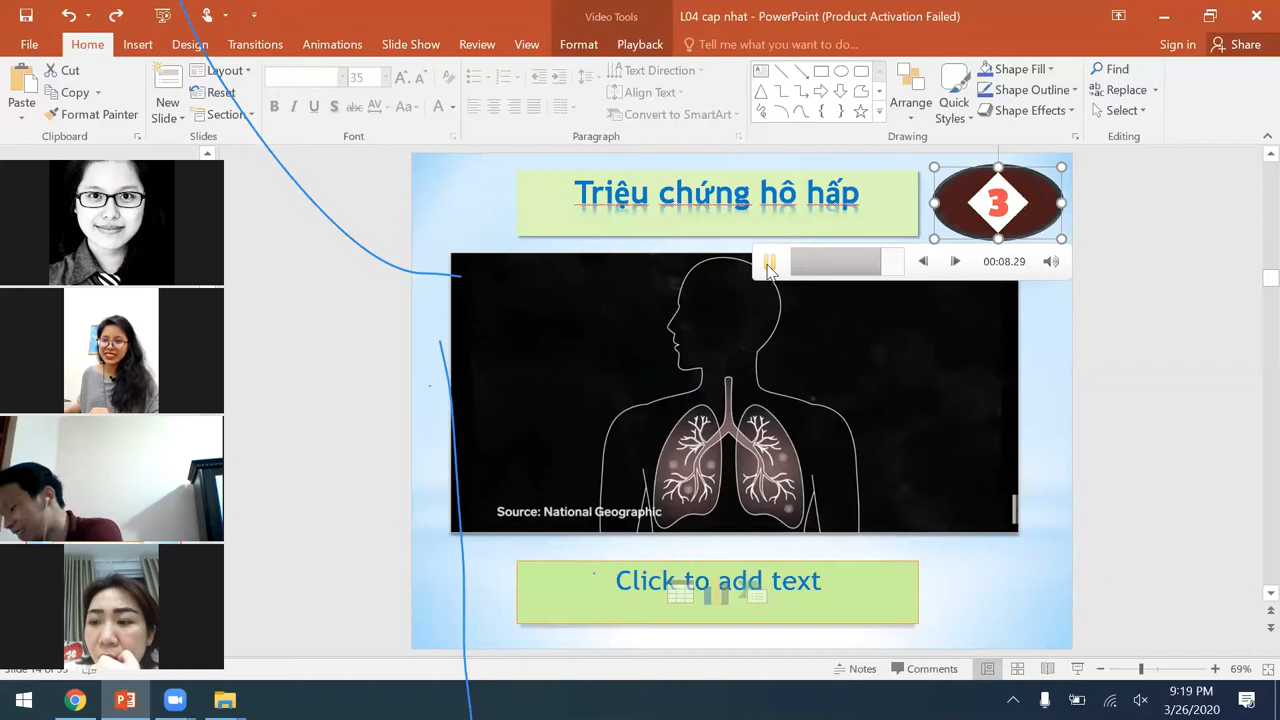 Video Tools
L04 cap nhat - PowerPoint (Product Activation Failed)
File Home Insert Design Transitions Animations Slide Show Review View Format Playback Tell me what you want to do... Sign in Share
Paste
Cut
Copy
Format Painter
Clipboard
New Slide
Layout
Reset
Section
Slides
35
B I U S abc AV Aa A
Font
Text Direction
Align Text
Convert to SmartArt
Paragraph
Arrange
Quick Styles
Shape Fill
Shape Outline
Shape Effects
Drawing
Find
Replace
Select
Editing
Triệu chứng hô hấp
3
00:08.29
Source: National Geographic
Click to add text
Notes Comments 69%
9:19 PM
3/26/2020